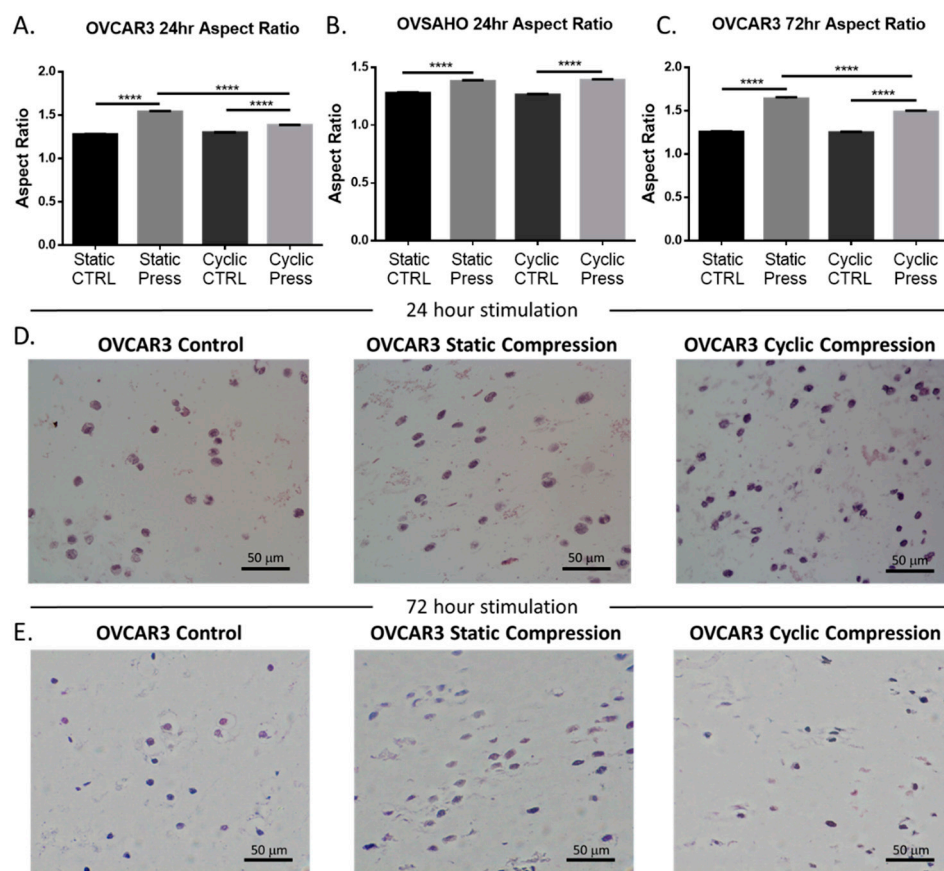 A.
OVCAR3 24hr Aspect Ratio
Aspect Ratio
2.0
1.5
1.0
0.5
0.0
****
****
****
Static CTRL
Static Press
Cyclic CTRL
Cyclic Press
B.
OVSAHO 24hr Aspect Ratio
Aspect Ratio
1.5
1.0
0.5
0.0
****
****
Static CTRL
Static Press
Cyclic CTRL
Cyclic Press
C.
OVCAR3 72hr Aspect Ratio
Aspect Ratio
2.0
1.5
1.0
0.5
0.0
****
****
****
Static CTRL
Static Press
Cyclic CTRL
Cyclic Press
24 hour stimulation
D.
OVCAR3 Control
OVCAR3 Static Compression
OVCAR3 Cyclic Compression
50 μm
50 μm
50 μm
72 hour stimulation
E.
OVCAR3 Control
OVCAR3 Static Compression
OVCAR3 Cyclic Compression
50 μm
50 μm
50 μm